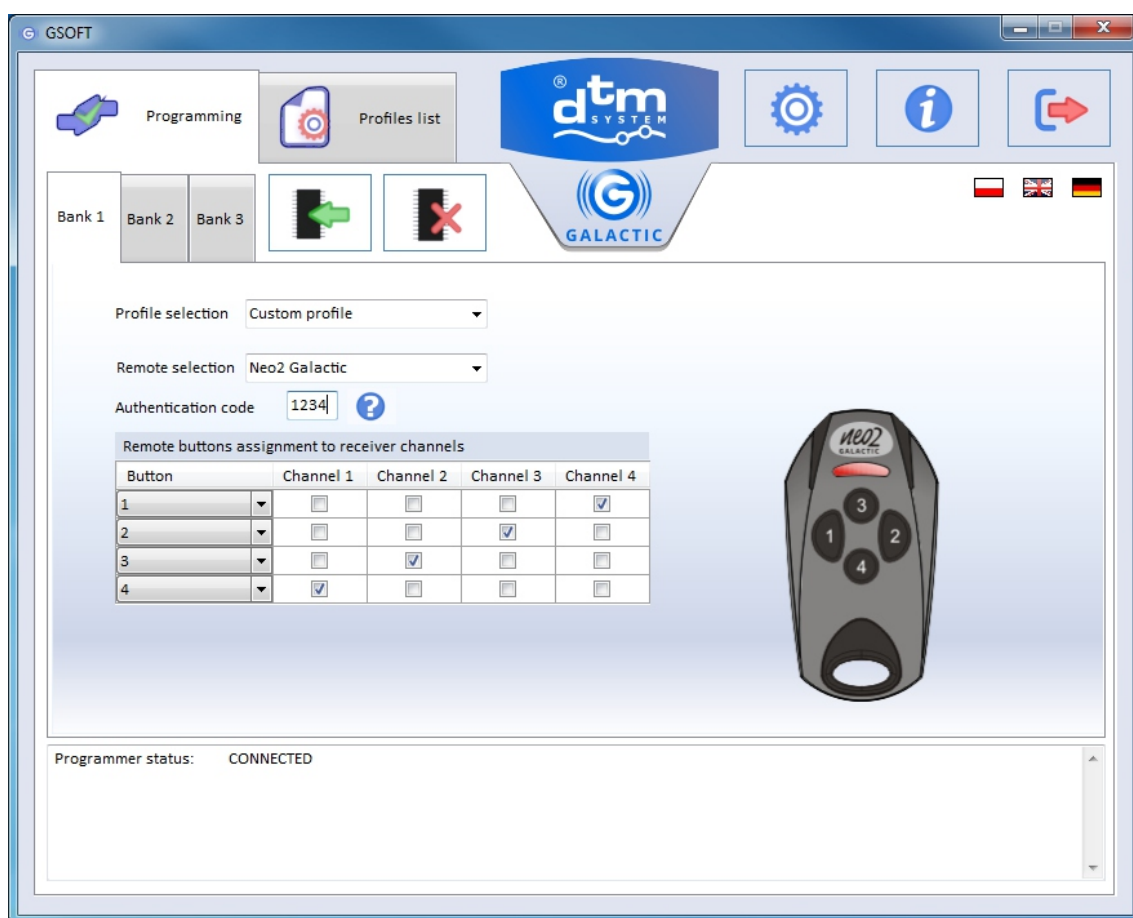 GSOFT
Programming
Profiles list
® dtm
SYSTEM
G
GALACTIC
Bank 1
Bank 2
Bank 3
Profile selection Custom profile
Remote selection Neo2 Galactic
Authentication code 1234 ?
Remote buttons assignment to receiver channels
Button Channel 1 Channel 2 Channel 3 Channel 4
1
2
3
4
neo2
GALACTIC
3
1 2
4
Programmer status: CONNECTED